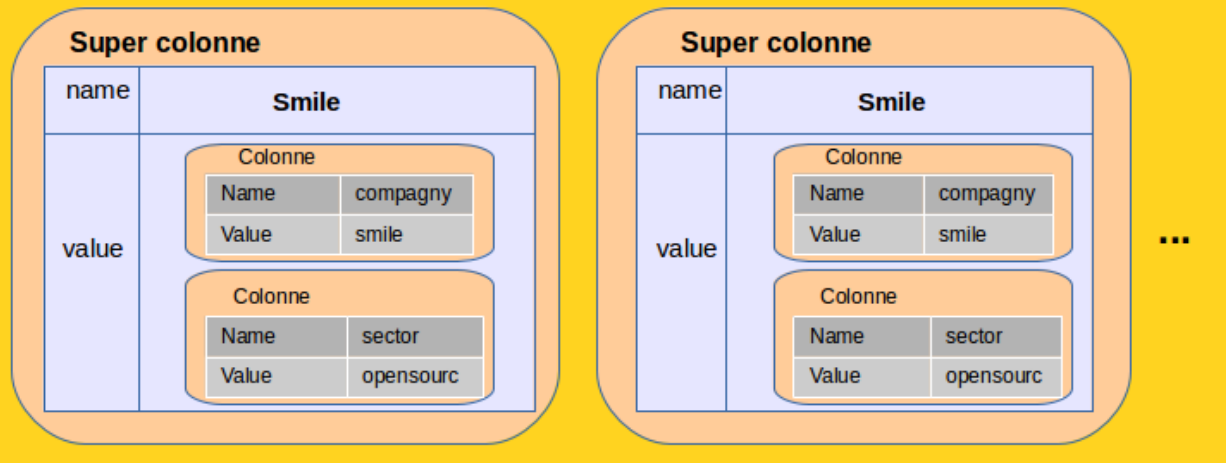 Super colonne
name Smile
value
Colonne
Name compagny
Value smile
Colonne
Name sector
Value opensourc
Super colonne
name Smile
value
Colonne
Name compagny
Value smile
Colonne
Name sector
Value opensourc
...